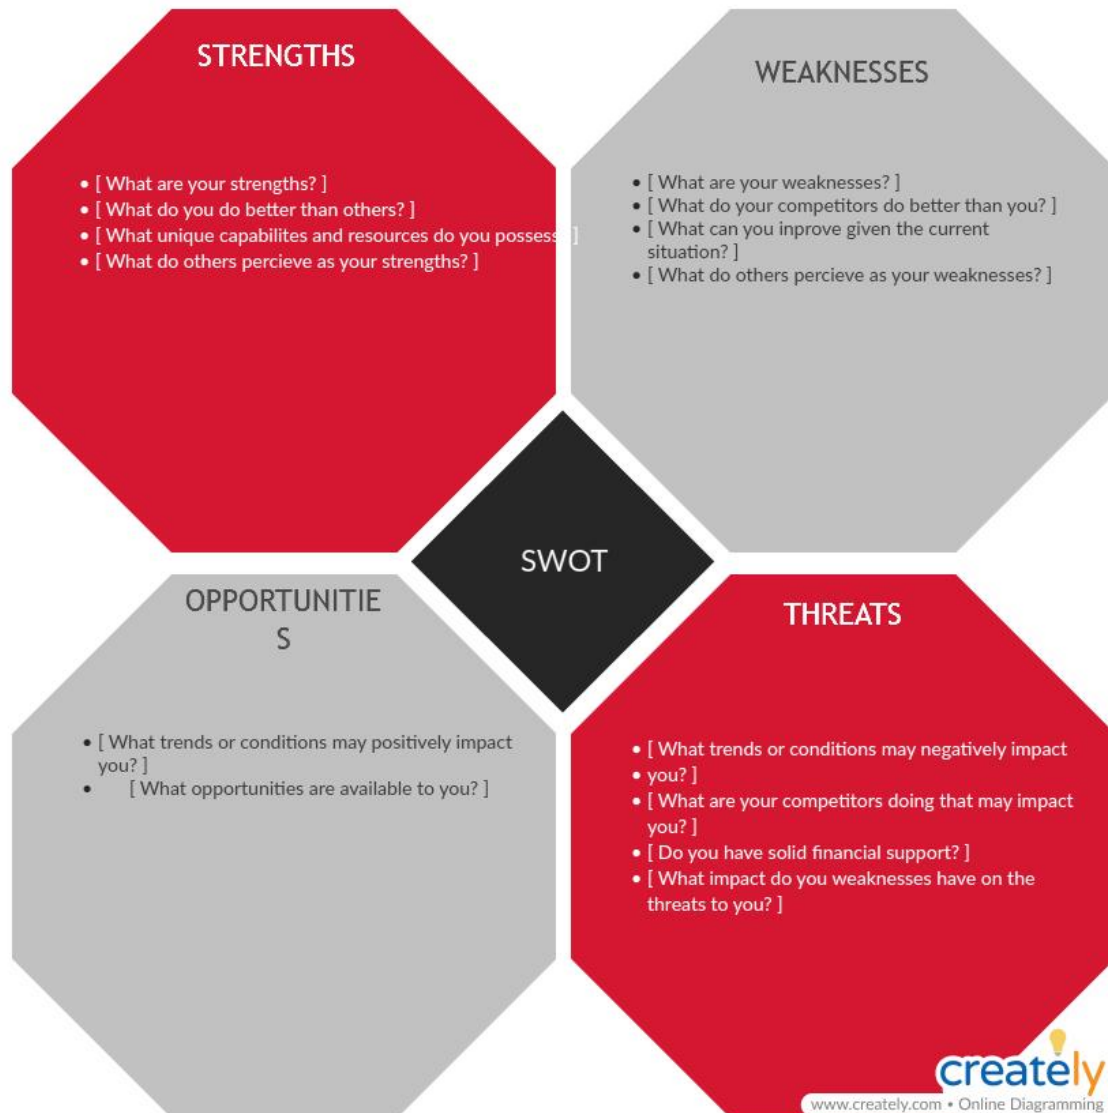 STRENGTHS
• [ What are your strengths? ]
• [ What do you do better than others? ]
• [ What unique capabilites and resources do you possess ]
• [ What do others percieve as your strengths? ]
WEAKNESSES
• [ What are your weaknesses? ]
• [ What do your competitors do better than you? ]
• [ What can you inprove given the current
situation? ]
• [ What do others percieve as your weaknesses? ]
SWOT
OPPORTUNITIE
S
• [ What trends or conditions may positively impact
you? ]
• [ What opportunities are available to you? ]
THREATS
• [ What trends or conditions may negatively impact
• you? ]
• [ What are your competitors doing that may impact
you? ]
• [ Do you have solid financial support? ]
• [ What impact do you weaknesses have on the
threats to you? ]
creately
www.creately.com • Online Diagramming